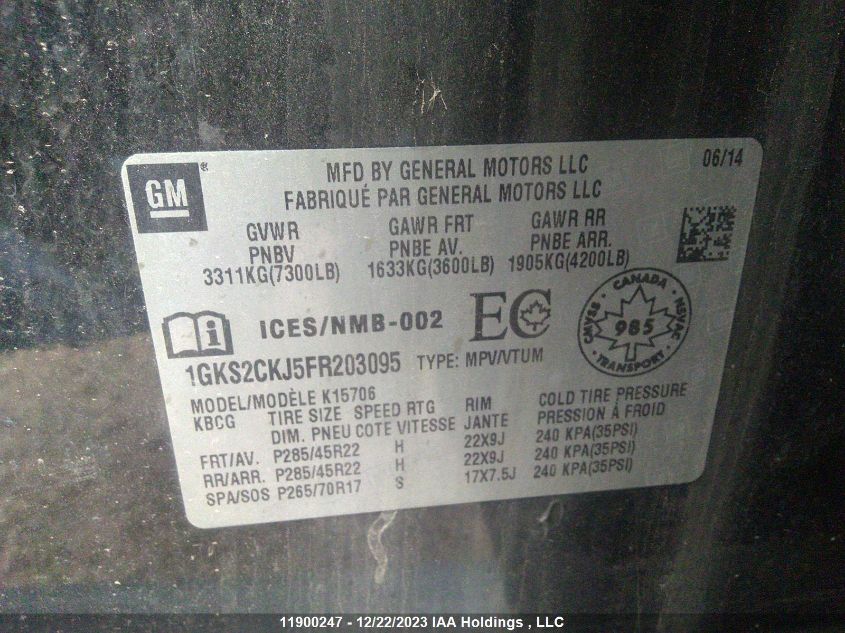 GM ®
MFD BY GENERAL MOTORS LLC 06/14
FABRIQUÉ PAR GENERAL MOTORS LLC
GVWR GAWR FRT GAWR RR
PNBV PNBE AV. PNBE ARR.
3311KG(7300LB) 1633KG(3600LB) 1905KG(4200LB)
i ICES/NMB-002 EC CANADA CMVSS NSVAC 985 TRANSPORT
1GKS2CKJ5FR203095 TYPE: MPV/VTUM
MODEL/MODÈLE K15706
KBCG TIRE SIZE SPEED RTG RIM COLD TIRE PRESSURE
DIM. PNEU COTE VITESSE JANTE PRESSION À FROID
FRT/AV. P285/45R22 H 22X9J 240 KPA(35PSI)
RR/ARR. P285/45R22 H 22X9J 240 KPA(35PSI)
SPA/SOS P265/70R17 S 17X7.5J 240 KPA(35PSI)
11900247 - 12/22/2023 IAA Holdings , LLC